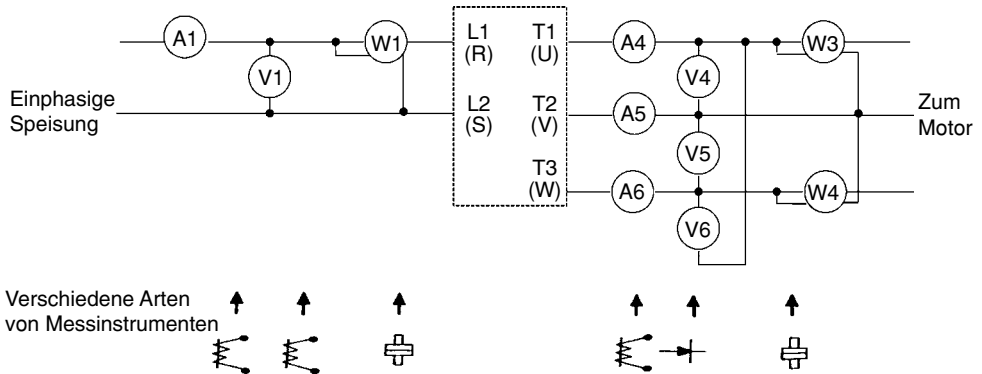 A1
V1
W1
L1
(R)
L2
(S)
T1
(U)
T2
(V)
T3
(W)
A4
A5
A6
V4
V5
V6
W3
W4
Einphasige
Speisung
Zum
Motor
Verschiedene Arten
von Messinstrumenten